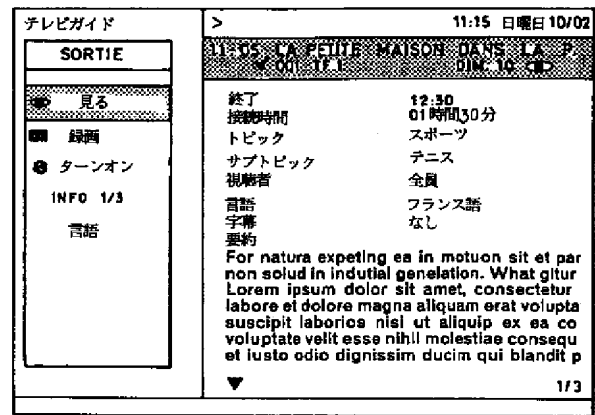 テレビガイド
SORTIE
見る
録画
ターンオン
INFO 1/3
言語
> 11:15 日曜日 10/02
11:05 LA PETITE MAISON DANS LA P.
001 TF1 DIM. 10
終了 12:30
接続時間 01時間30分
トピック スポーツ
サブトピック テニス
視聴者 全員
言語 フランス語
字幕 なし
要約
For natura expeting ea in motuon sit et par
non solud in indutial genelation. What gitur
Lorem ipsum dolor sit amet, consectetur
labore et dolore magna aliquam erat volupta
suscipit laborios nisl ut aliquip ex ea co
voluptate velit esse nihil molestiae consequ
et iusto odio dignissim ducim qui blandit p
1/3